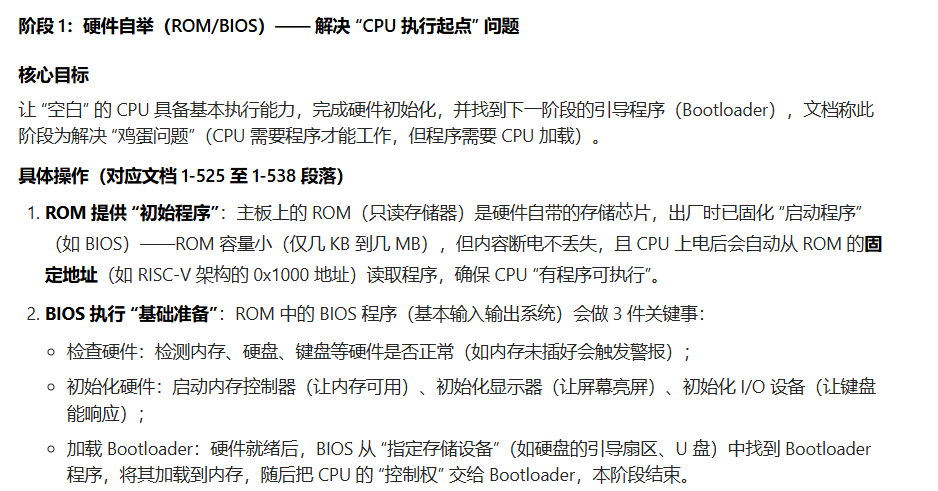 阶段 1：硬件自举（ROM/BIOS）—— 解决 “CPU 执行起点” 问题
核心目标
让 “空白” 的 CPU 具备基本执行能力，完成硬件初始化，并找到下一阶段的引导程序（Bootloader），文档称此
阶段为解决 “鸡蛋问题”（CPU 需要程序才能工作，但程序需要 CPU 加载）。
具体操作（对应文档 1-525 至 1-538 段落）
1. ROM 提供 “初始程序”：主板上的 ROM（只读存储器）是硬件自带的存储芯片，出厂时已固化 “启动程序”
（如 BIOS）——ROM 容量小（仅几 KB 到几 MB），但内容断电不丢失，且 CPU 上电后会自动从 ROM 的固
定地址（如 RISC-V 架构的 0x1000 地址）读取程序，确保 CPU “有程序可执行”。
2. BIOS 执行 “基础准备”：ROM 中的 BIOS 程序（基本输入输出系统）会做 3 件关键事：
◦ 检查硬件：检测内存、硬盘、键盘等硬件是否正常（如内存未插好会触发警报）；
◦ 初始化硬件：启动内存控制器（让内存可用）、初始化显示器（让屏幕亮屏）、初始化 I/O 设备（让键盘
能响应）；
◦ 加载 Bootloader：硬件就绪后，BIOS 从 “指定存储设备”（如硬盘的引导扇区、U 盘）中找到 Bootloader
程序，将其加载到内存，随后把 CPU 的 “控制权” 交给 Bootloader，本阶段结束。